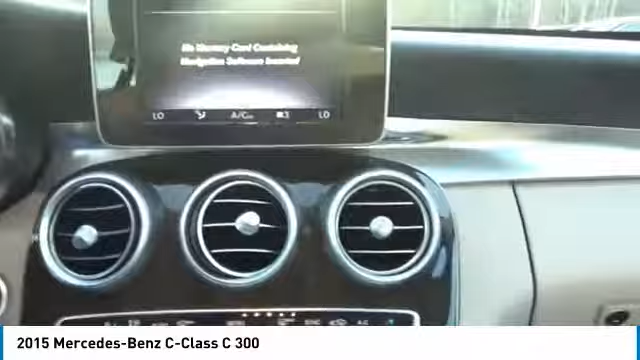 No Memory Card Containing
Navigation Software Inserted
LO A/C LO
2015 Mercedes-Benz C-Class C 300